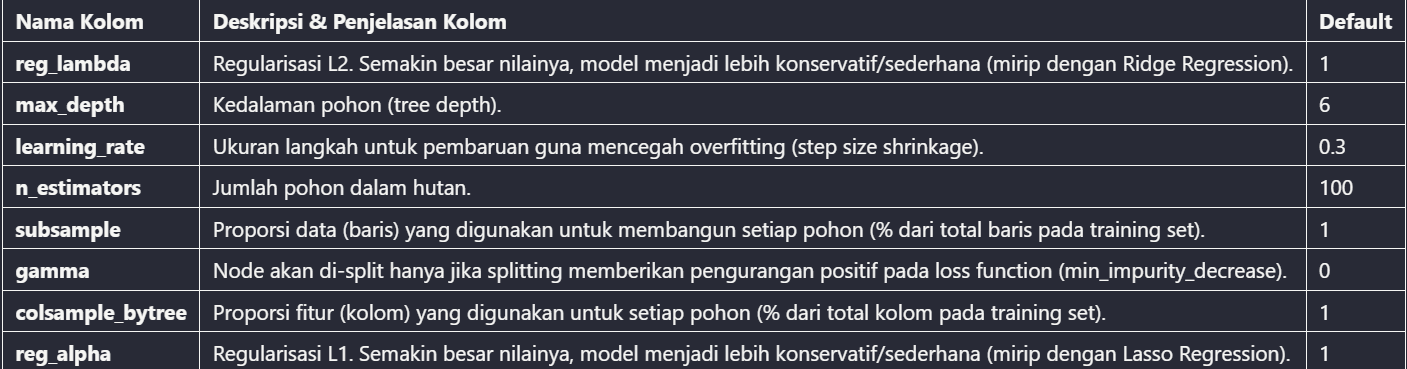 Nama Kolom Deskripsi & Penjelasan Kolom Default
reg_lambda Regularisasi L2. Semakin besar nilainya, model menjadi lebih konservatif/sederhana (mirip dengan Ridge Regression). 1
max_depth Kedalaman pohon (tree depth). 6
learning_rate Ukuran langkah untuk pembaruan guna mencegah overfitting (step size shrinkage). 0.3
n_estimators Jumlah pohon dalam hutan. 100
subsample Proporsi data (baris) yang digunakan untuk membangun setiap pohon (% dari total baris pada training set). 1
gamma Node akan di-split hanya jika splitting memberikan pengurangan positif pada loss function (min_impurity_decrease). 0
colsample_bytree Proporsi fitur (kolom) yang digunakan untuk setiap pohon (% dari total kolom pada training set). 1
reg_alpha Regularisasi L1. Semakin besar nilainya, model menjadi lebih konservatif/sederhana (mirip dengan Lasso Regression). 1